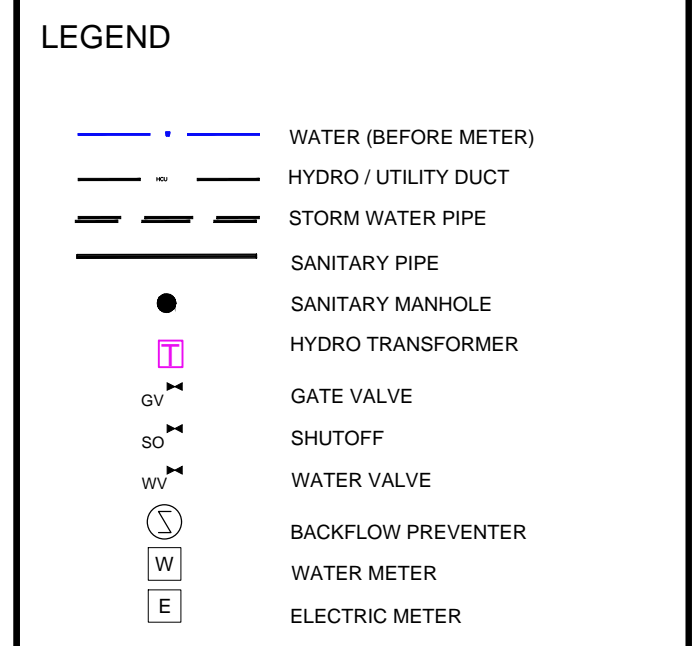 LEGEND
WATER (BEFORE METER)
HCU HYDRO / UTILITY DUCT
STORM WATER PIPE
SANITARY PIPE
SANITARY MANHOLE
T HYDRO TRANSFORMER
GV GATE VALVE
SO SHUTOFF
WV WATER VALVE
BACKFLOW PREVENTER
W WATER METER
E ELECTRIC METER